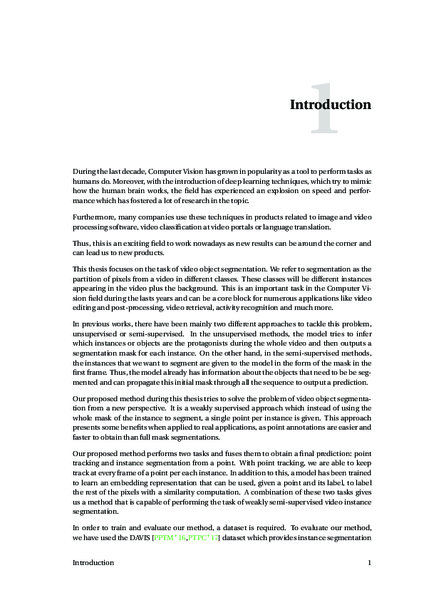 1
Introduction
During the last decade, Computer Vision has grown in popularity as a tool to perform tasks as
humans do. Moreover, with the introduction of deep learning techniques, which try to mimic
how the human brain works, the field has experienced an explosion on speed and perfor-
mance which has fostered a lot of research in the topic.
Furthermore, many companies use these techniques in products related to image and video
processing software, video classification at video portals or language translation.
Thus, this is an exciting field to work nowadays as new results can be around the corner and
can lead us to new products.
This thesis focuses on the task of video object segmentation. We refer to segmentation as the
partition of pixels from a video in different classes. These classes will be different instances
appearing in the video plus the background. This is an important task in the Computer Vi-
sion field during the lasts years and can be a core block for numerous applications like video
editing and post-processing, video retrieval, activity recognition and much more.
In previous works, there have been mainly two different approaches to tackle this problem,
unsupervised or semi-supervised. In the unsupervised methods, the model tries to infer
which instances or objects are the protagonists during the whole video and then outputs a
segmentation mask for each instance. On the other hand, in the semi-supervised methods,
the instances that we want to segment are given to the model in the form of the mask in the
first frame. Thus, the model already has information about the objects that need to be be seg-
mented and can propagate this initial mask through all the sequence to output a prediction.
Our proposed method during this thesis tries to solve the problem of video object segmenta-
tion from a new perspective. It is a weakly supervised approach which instead of using the
whole mask of the instance to segment, a single point per instance is given. This approach
presents some benefits when applied to real applications, as point annotations are easier and
faster to obtain than full mask segmentations.
Our proposed method performs two tasks and fuses them to obtain a final prediction: point
tracking and instance segmentation from a point. With point tracking, we are able to keep
track at every frame of a point per each instance. In addition to this, a model has been trained
to learn an embedding representation that can be used, given a point and its label, to label
the rest of the pixels with a similarity computation. A combination of these two tasks gives
us a method that is capable of performing the task of weakly semi-supervised video instance
segmentation.
In order to train and evaluate our method, a dataset is required. To evaluate our method,
we have used the DAVIS [PPTM+16,PTPC+17] dataset which provides instance segmentation
Introduction 1